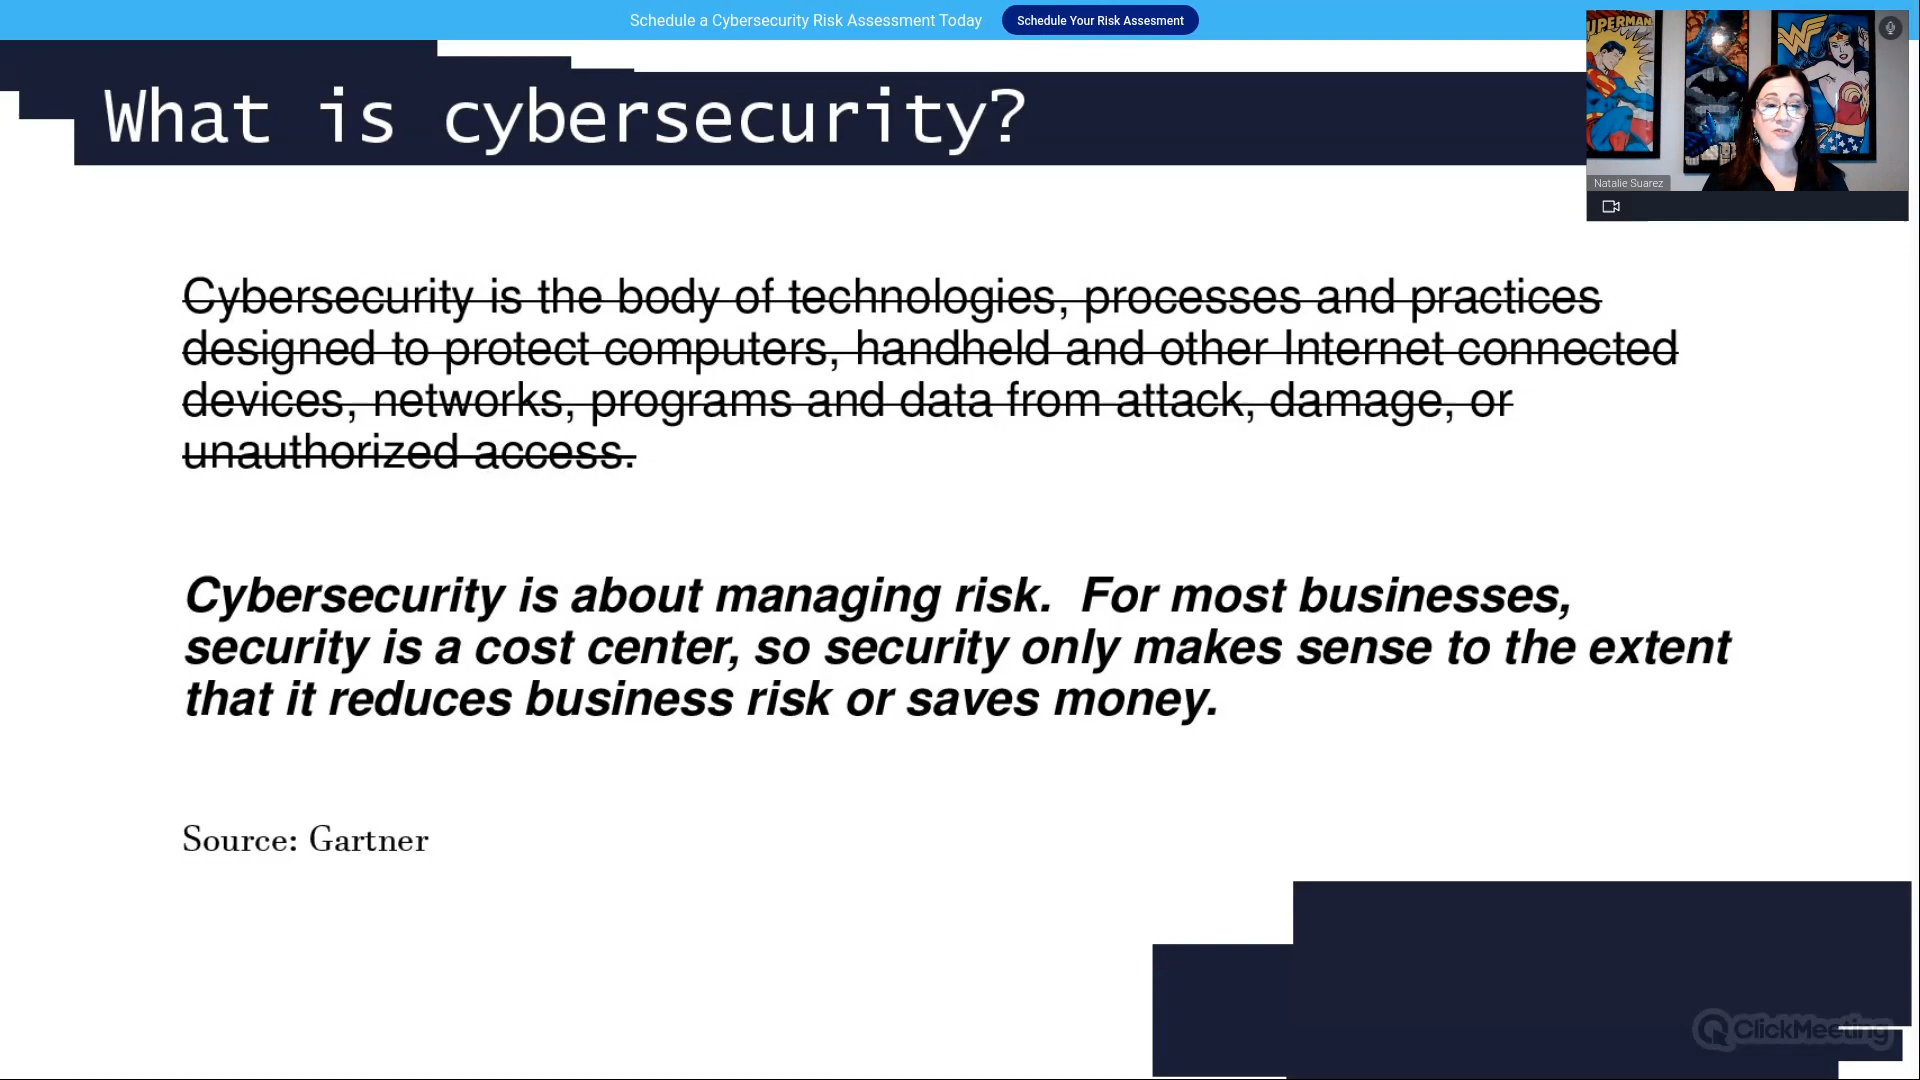 Schedule a Cybersecurity Risk Assessment Today
Schedule Your Risk Assesment
What is cybersecurity?
SUPERMAN
Natalie Suarez
Cybersecurity is the body of technologies, processes and practices
designed to protect computers, handheld and other Internet connected
devices, networks, programs and data from attack, damage, or
unauthorized access.
Cybersecurity is about managing risk.  For most businesses,
security is a cost center, so security only makes sense to the extent
that it reduces business risk or saves money.
Source: Gartner
ClickMeeting